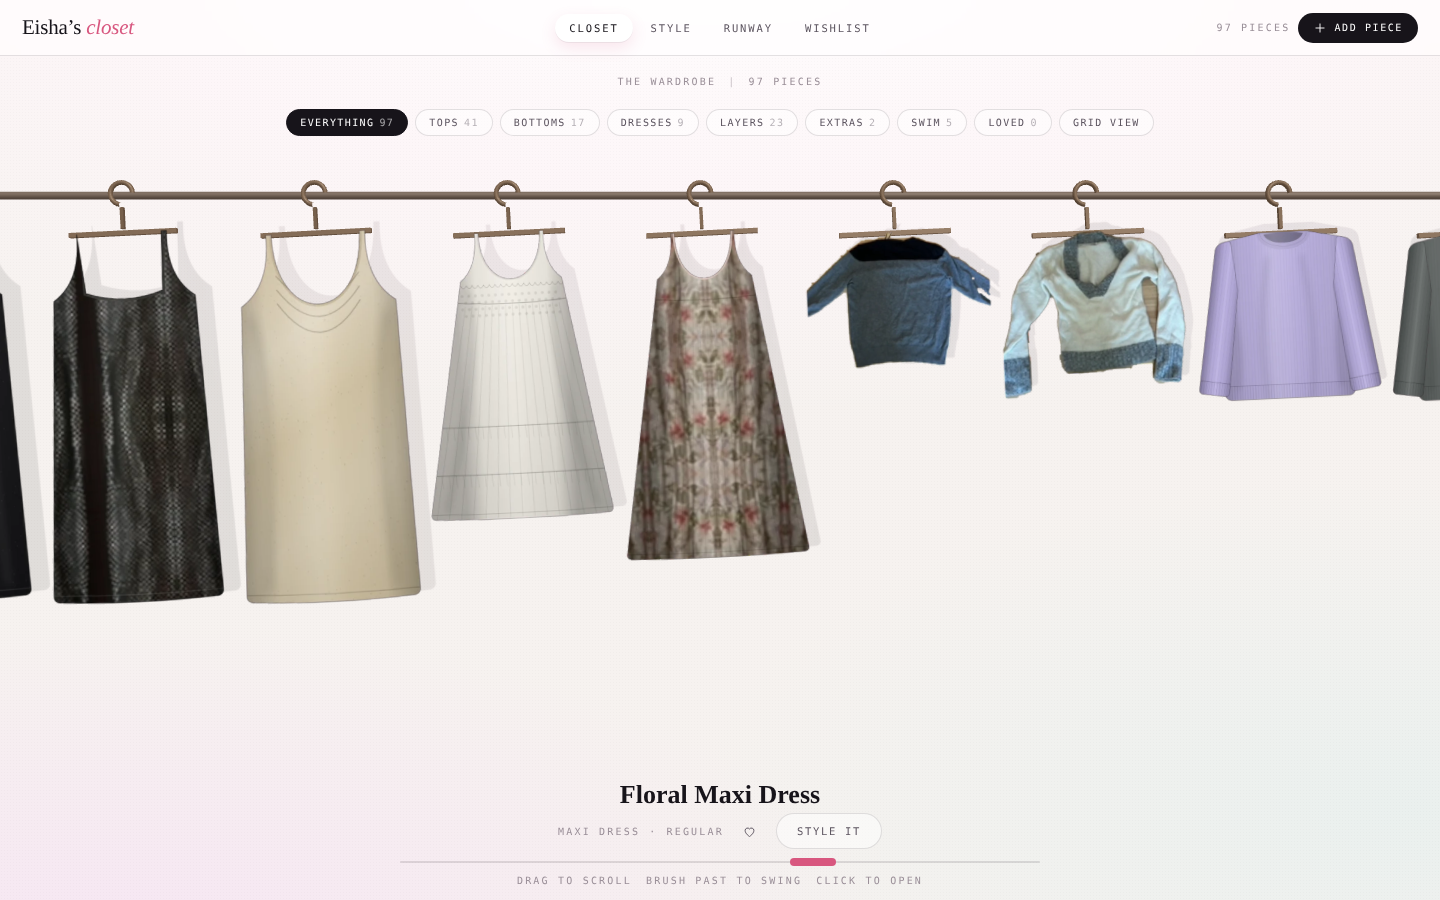 Eisha’s closet
CLOSET STYLE RUNWAY WISHLIST
97 PIECES + ADD PIECE
THE WARDROBE | 97 PIECES
EVERYTHING 97 TOPS 41 BOTTOMS 17 DRESSES 9 LAYERS 23 EXTRAS 2 SWIM 5 LOVED 0 GRID VIEW
Floral Maxi Dress
MAXI DRESS · REGULAR STYLE IT
DRAG TO SCROLL BRUSH PAST TO SWING CLICK TO OPEN